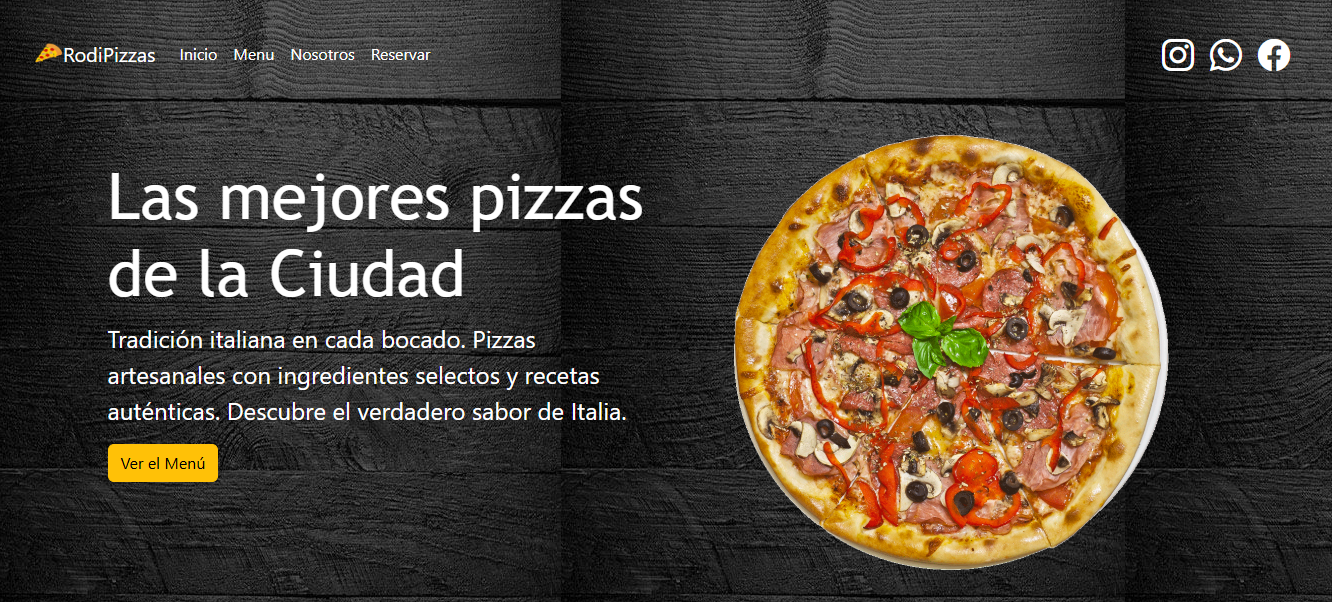 RodiPizzas Inicio Menu Nosotros Reservar
Las mejores pizzas
de la Ciudad
Tradición italiana en cada bocado. Pizzas
artesanales con ingredientes selectos y recetas
auténticas. Descubre el verdadero sabor de Italia.
Ver el Menú